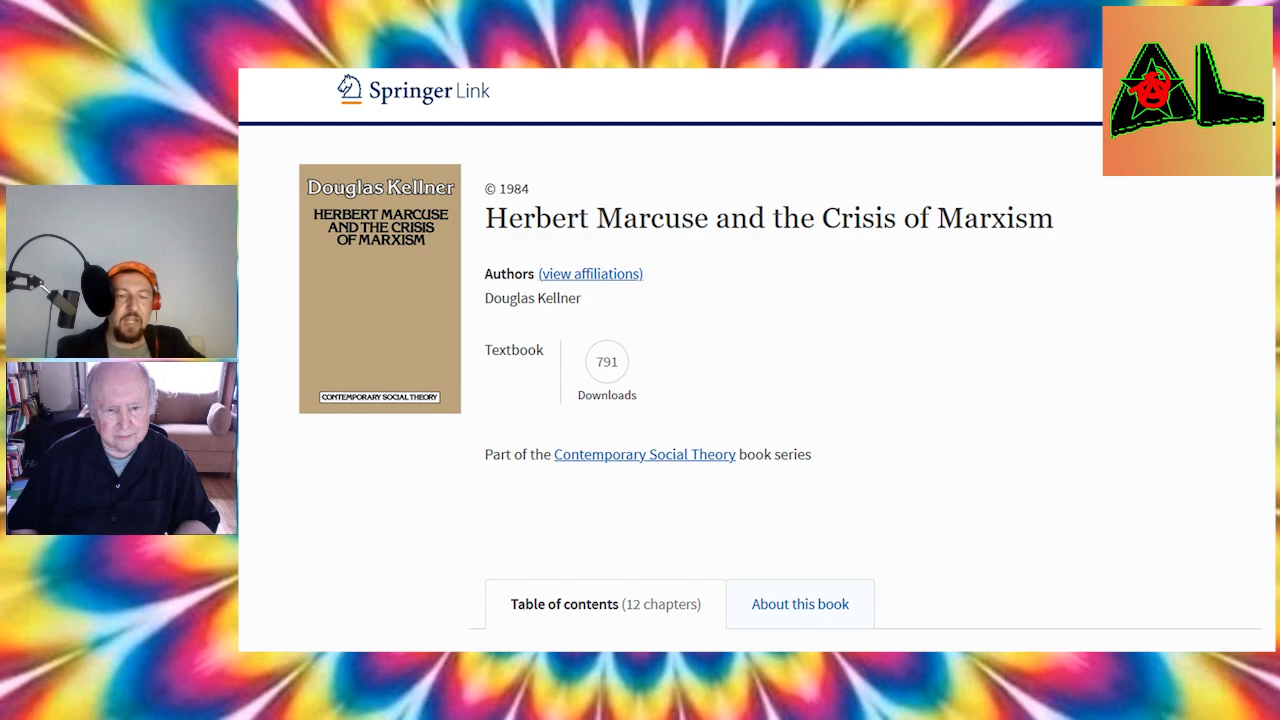 AL
Springer Link
Douglas Kellner
HERBERT MARCUSE
AND THE CRISIS
OF MARXISM
CONTEMPORARY SOCIAL THEORY
© 1984
Herbert Marcuse and the Crisis of Marxism
Authors (view affiliations)
Douglas Kellner
Textbook
791
Downloads
Part of the Contemporary Social Theory book series
Table of contents (12 chapters)
About this book